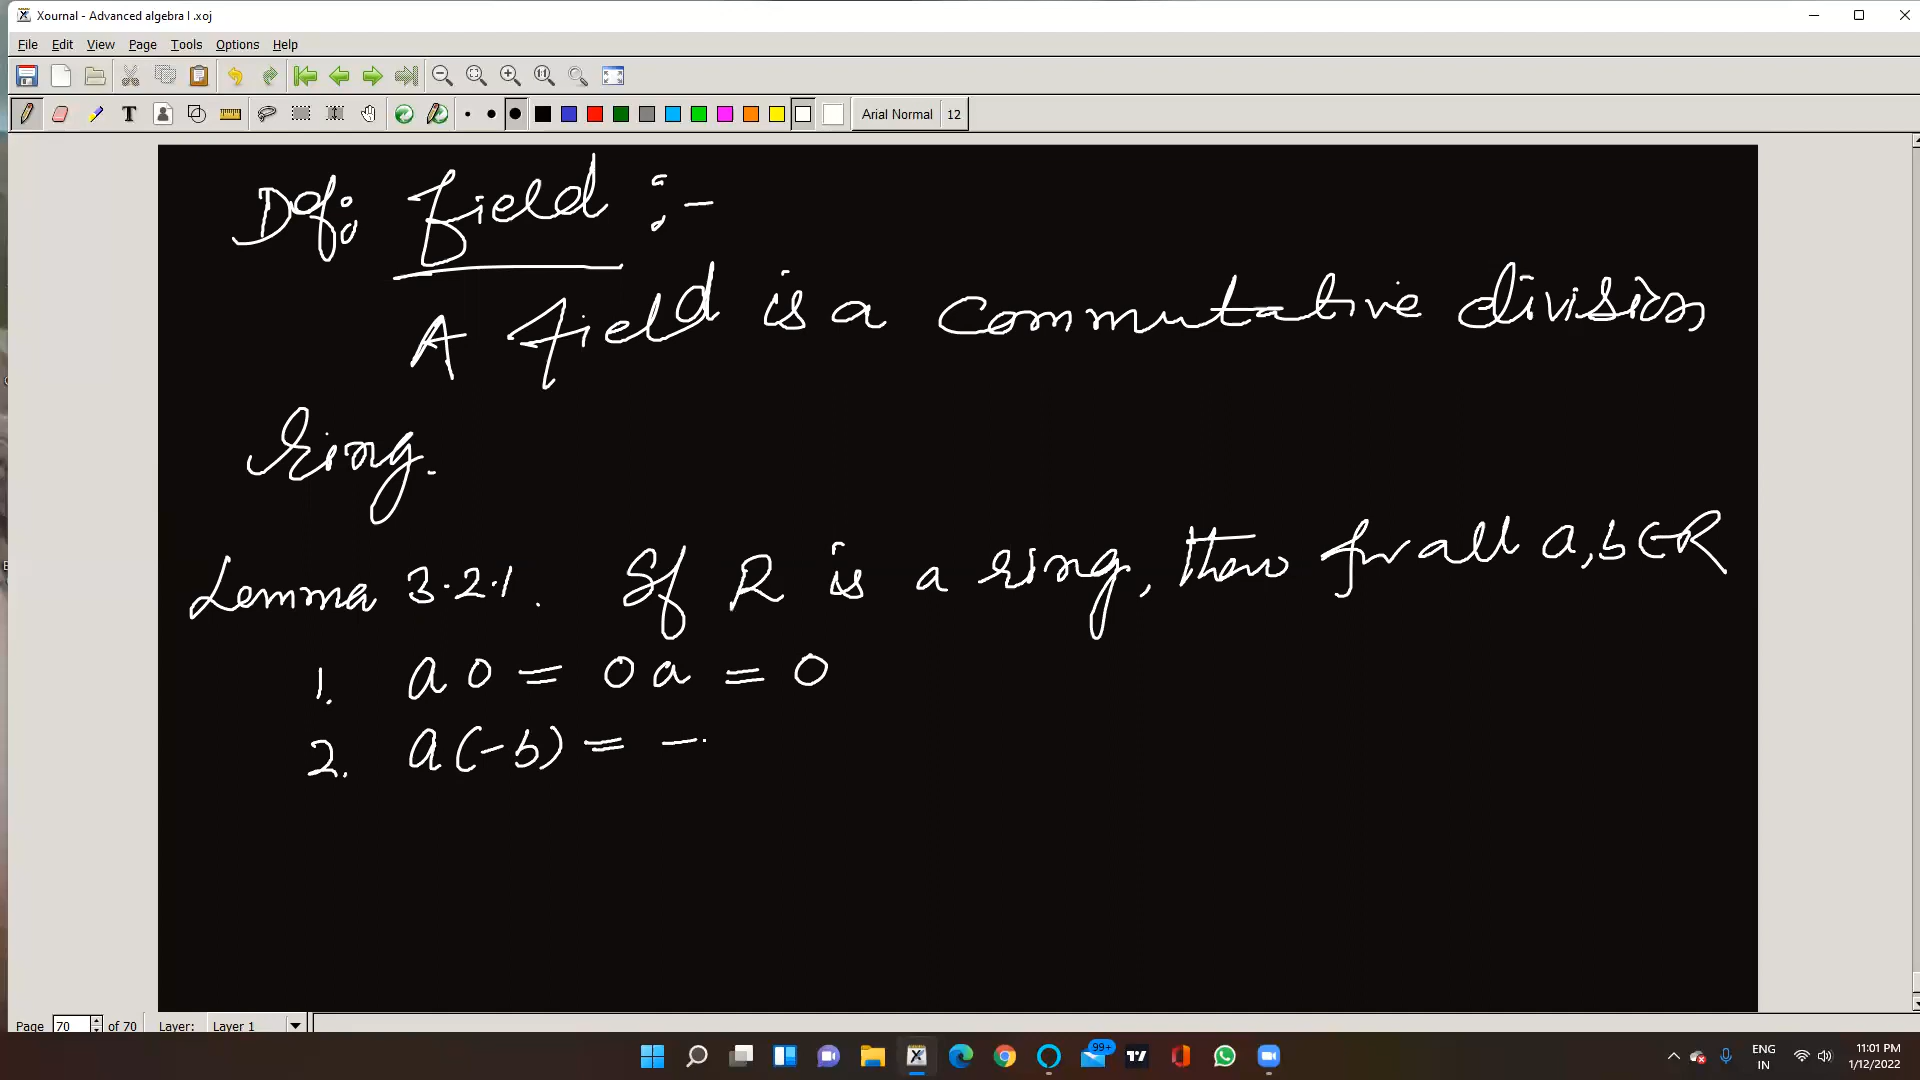 Xournal - Advanced algebra I .xoj
File Edit View Page Tools Options Help
Arial Normal 12
Def: field :-
A field is a commutative division
ring.
Lemma 3.2.1. If R is a ring, then for all a, b ∈ R
1. a0 = 0a = 0
2. a(-b) = -
Page 70 of 70 Layer: Layer 1
99+
ENG
IN
11:01 PM
1/12/2022